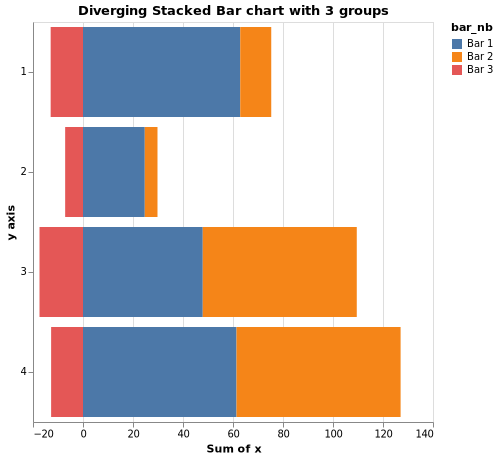 Diverging Stacked Bar chart with 3 groups
bar_nb
Bar 1
Bar 2
Bar 3
y axis
1
2
3
4
−20 0 20 40 60 80 100 120 140
Sum of x